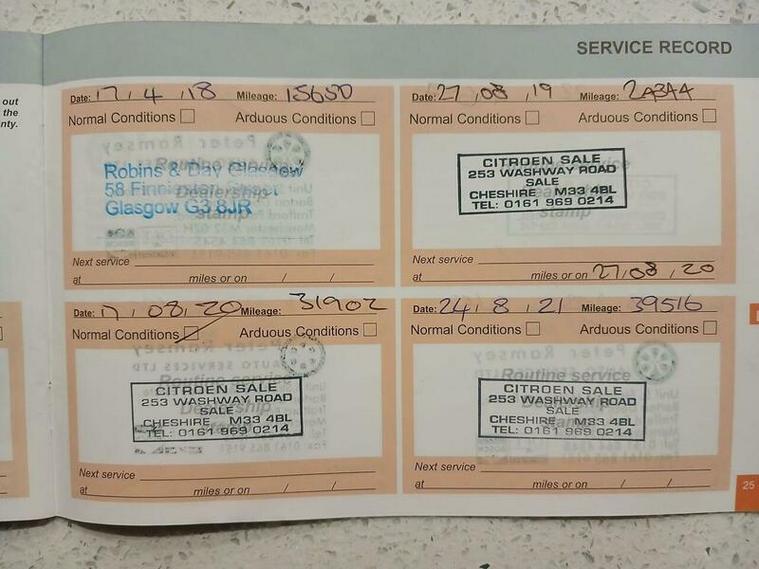 out
the
nty.
SERVICE RECORD
Date: 17, 4, 18 Mileage: 15650
Normal Conditions Arduous Conditions
Robins & Day Glasgow
58 Street
Glasgow G3 8JR
Next service
at miles or on / /
Date: 27, 08, 19 Mileage:
Normal Conditions Arduous Conditions
CITROEN SALE
253 WASHWAY ROAD
SALE
CHESHIRE M33 4BL
TEL: 0161 969 0214
Next service
at miles or on 27/08/20
Date: 17, 08, 20 Mileage: 31902
Normal Conditions Arduous Conditions
CITROEN SALE
253 WASHWAY ROAD
SALE
CHESHIRE M33 4BL
TEL: 0161 969 0214
Next service
at miles or on / /
Date: 24, 8, 21 Mileage: 39516
Normal Conditions Arduous Conditions
Routine service
CITROEN SALE
253 WASHWAY ROAD
SALE
CHESHIRE M33 4BL
TEL: 0161 969 0214
Next service
at miles or on / /
25